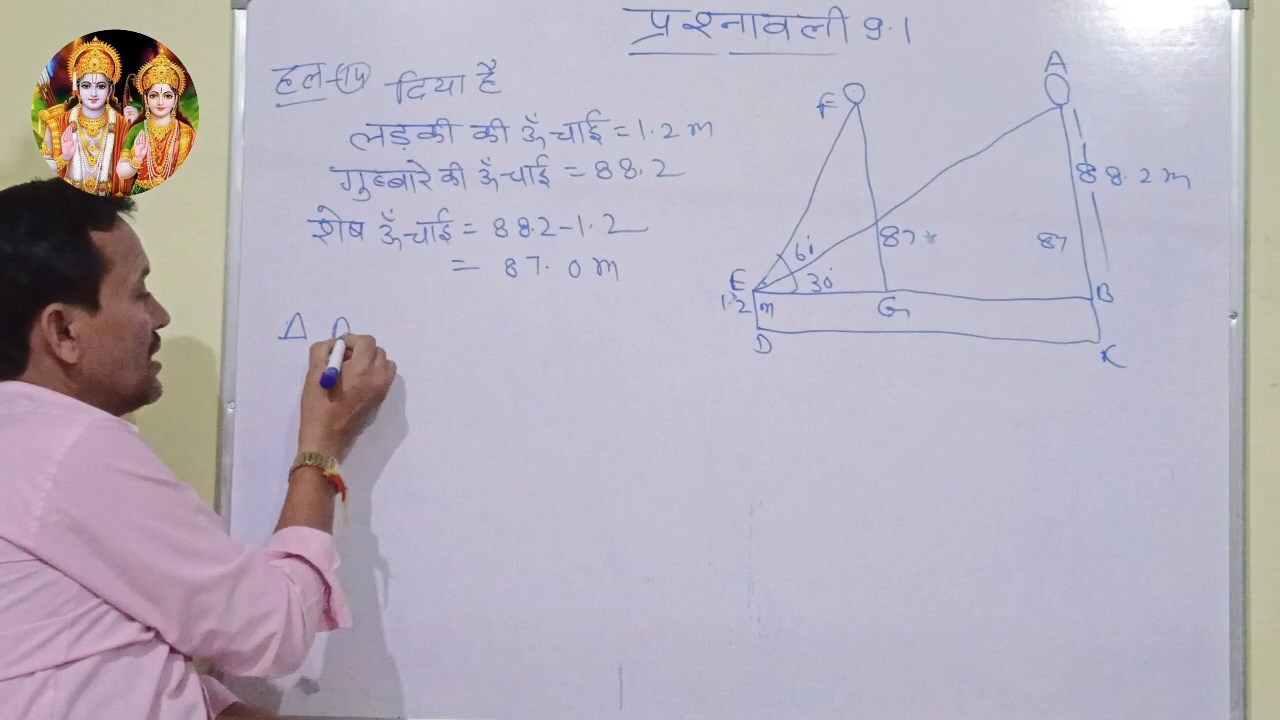 प्रश्नावली 9.1
हल-14 दिया है
लड़की की ऊँचाई = 1.2 m
गुब्बारे की ऊँचाई = 88.2
शेष ऊँचाई = 88.2-1.2
= 87.0 m
Δ
A
F
88.2 m
60°
87
87
E
30°
1.2 m
G
B
D